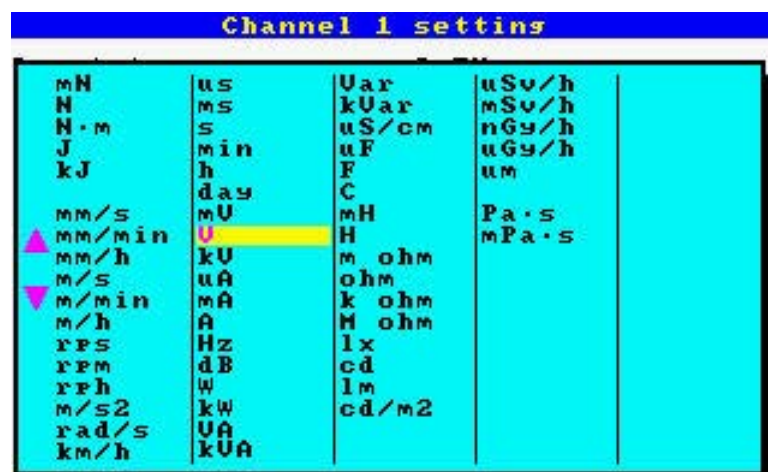 Channel 1 setting
mN us Var uSv/h
N ms kVar mSv/h
N·m s uS/cm nGy/h
J min uF uGy/h
kJ h F um
day C
mm/s mV mH Pa·s
mm/min V H mPa·s
mm/h kV m ohm
m/s uA ohm
m/min mA k ohm
m/h A M ohm
rps Hz lx
rpm dB cd
rph W lm
m/s2 kW cd/m2
rad/s VA
km/h kVA